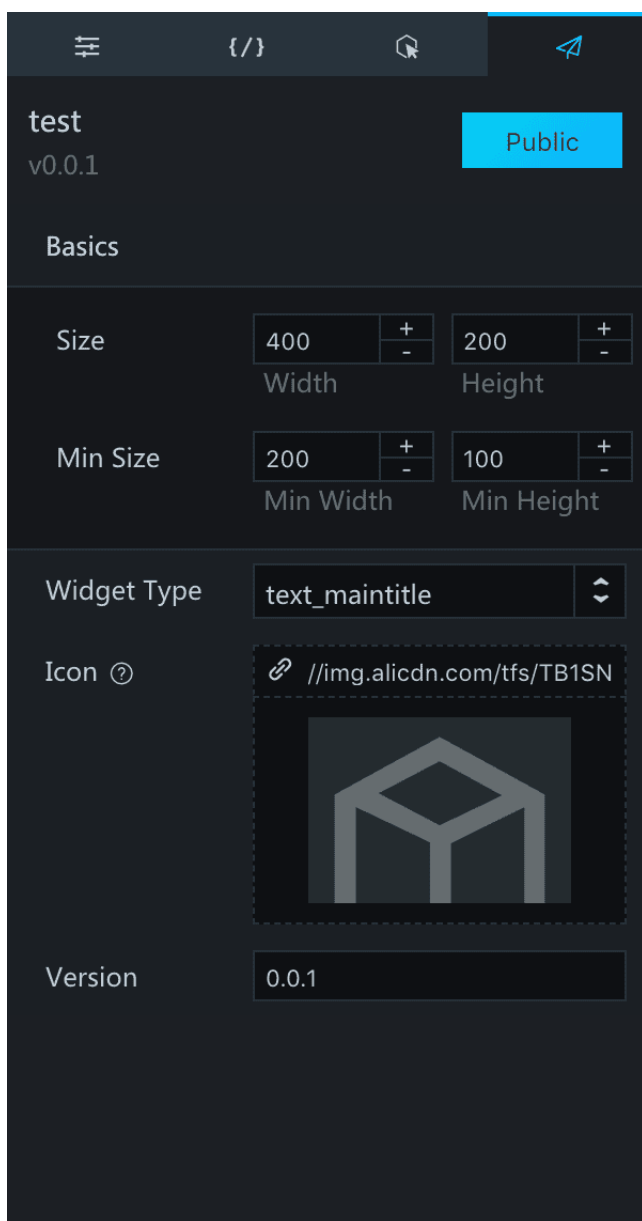 {/}
test
Public
v0.0.1
Basics
Size
400 + -
200 + -
Width
Height
Min Size
200 + -
100 + -
Min Width
Min Height
Widget Type
text_maintitle
Icon ?
//img.alicdn.com/tfs/TB1SN
Version
0.0.1